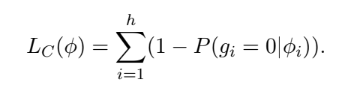 $L_C(\phi) = \sum_{i=1}^{h} (1 - P(g_i = 0|\phi_i)).$